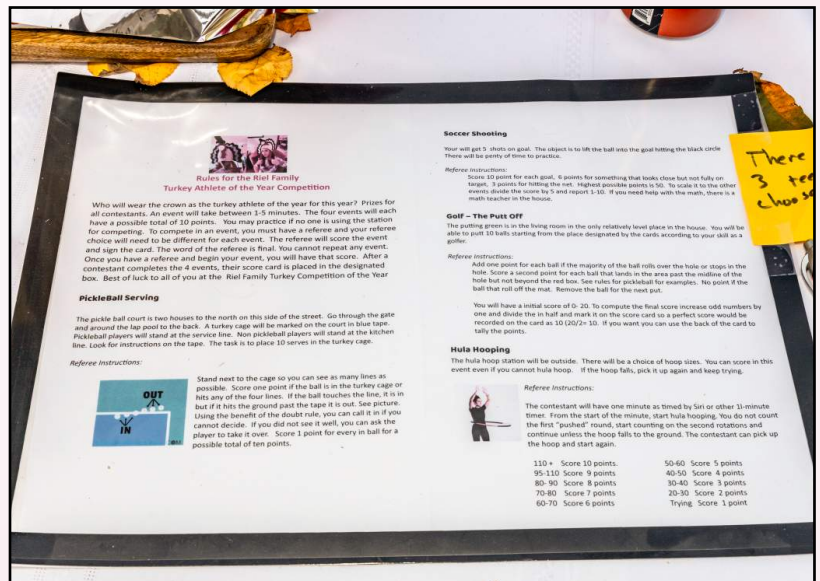 Rules for the Riel Family
Turkey Athlete of the Year Competition
Who will wear the crown as the turkey athlete of the year for this year? Prizes for
all contestants. An event will take between 1-5 minutes. The four events will each
have a possible total of 10 points. You may practice if no one is using the station
for competing. To compete in an event, you must have a referee and your referee
choice will need to be different for each event. The referee will score the event
and sign the card. The word of the referee is final. You cannot repeat any event.
Once you have a referee and begin your event, you will have that score. After a
contestant completes the 4 events, their score card is placed in the designated
box. Best of luck to all of you at the Riel Family Turkey Competition of the Year
PickleBall Serving
The pickle ball court is two houses to the north on this side of the street. Go through the gate
and around the lap pool to the back. A turkey cage will be marked on the court in blue tape.
Pickleball players will stand at the service line. Non pickleball players will stand at the kitchen
line. Look for instructions on the tape. The task is to place 10 serves in the turkey cage.
Referee Instructions:
Stand next to the cage so you can see as many lines as
possible. Score one point if the ball is in the turkey cage or
hits any of the four lines. If the ball touches the line, it is in
but if it hits the ground past the tape it is out. See picture.
Using the benefit of the doubt rule, you can call it in if you
cannot decide. If you did not see it well, you can ask the
player to take it over. Score 1 point for every in ball for a
possible total of ten points.
OUT
IN
Soccer Shooting
Your will get 5 shots on goal. The object is to lift the ball into the goal hitting the black circle
There will be penty of time to practice.
Referee Instructions:
Score 10 point for each goal, 6 points for something that looks close but not fully on
target, 3 points for hitting the net. Highest possible points is 50. To scale it to the other
events divide the score by 5 and report 1-10. If you need help with the math, there is a
math teacher in the house.
Golf – The Putt Off
The putting green is in the living room in the only relatively level place in the house. You will be
able to putt 10 balls starting from the place designated by the cards according to your skill as a
golfer.
Referee Instructions:
Add one point for each ball if the majority of the ball rolls over the hole or stops in the
hole. Score a second point for each ball that lands in the area past the midline of the
hole but not beyond the red box. See rules for pickleball for examples. No point if the
ball that roll off the mat. Remove the ball for the next put.
You will have a initial score of 0- 20. To compute the final score increase odd numbers by
one and divide the in half and mark it on the score card so a perfect score would be
recorded on the card as 10 (20/2= 10. If you want you can use the back of the card to
tally the points.
Hula Hooping
The hula hoop station will be outside. There will be a choice of hoop sizes. You can score in this
event even if you cannot hula hoop. If the hoop falls, pick it up again and keep trying.
Referee Instructions:
The contestant will have one minute as timed by Siri or other 1i-minute
timer. From the start of the minute, start hula hooping. You do not count
the first "pushed" round, start counting on the second rotations and
continue unless the hoop falls to the ground. The contestant can pick up
the hoop and start again.
110 + Score 10 points.
95-110 Score 9 points
80- 90 Score 8 points
70-80 Score 7 points
60-70 Score 6 points
50-60 Score 5 points
40-50 Score 4 points
30-40 Score 3 points
20-30 Score 2 points
Trying Score 1 point
There
3
choose